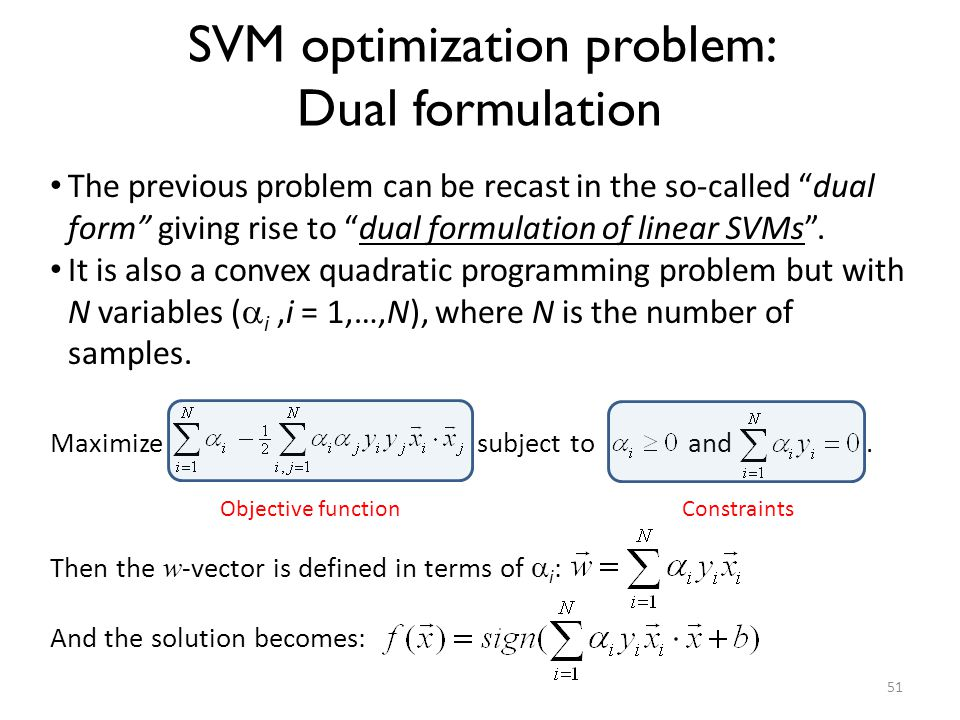 SVM optimization problem:
Dual formulation
• The previous problem can be recast in the so-called “dual
form” giving rise to “dual formulation of linear SVMs”.
• It is also a convex quadratic programming problem but with
N variables (αi ,i = 1,…,N), where N is the number of
samples.
Maximize \sum_{i=1}^{N} \alpha_i - \frac{1}{2} \sum_{i,j=1}^{N} \alpha_i \alpha_j y_i y_j \vec{x}_i \cdot \vec{x}_j subject to \alpha_i \geq 0 and \sum_{i=1}^{N} \alpha_i y_i = 0 .
Objective function Constraints
Then the w-vector is defined in terms of αi: \vec{w} = \sum_{i=1}^{N} \alpha_i y_i \vec{x}_i
And the solution becomes: f(\vec{x}) = sign(\sum_{i=1}^{N} \alpha_i y_i \vec{x}_i \cdot \vec{x} + b)
51